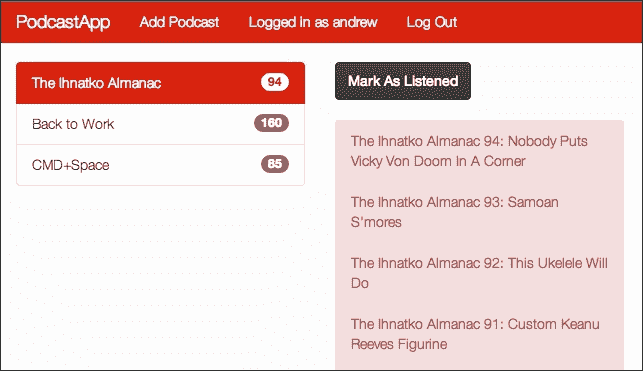 PodcastApp Add Podcast Logged in as andrew Log Out
The Ihnatko Almanac 94
Back to Work 160
CMD+Space 85
Mark As Listened
The Ihnatko Almanac 94: Nobody Puts
Vicky Von Doom In A Corner
The Ihnatko Almanac 93: Samoan
S'mores
The Ihnatko Almanac 92: This Ukelele Will
Do
The Ihnatko Almanac 91: Custom Keanu
Reeves Figurine